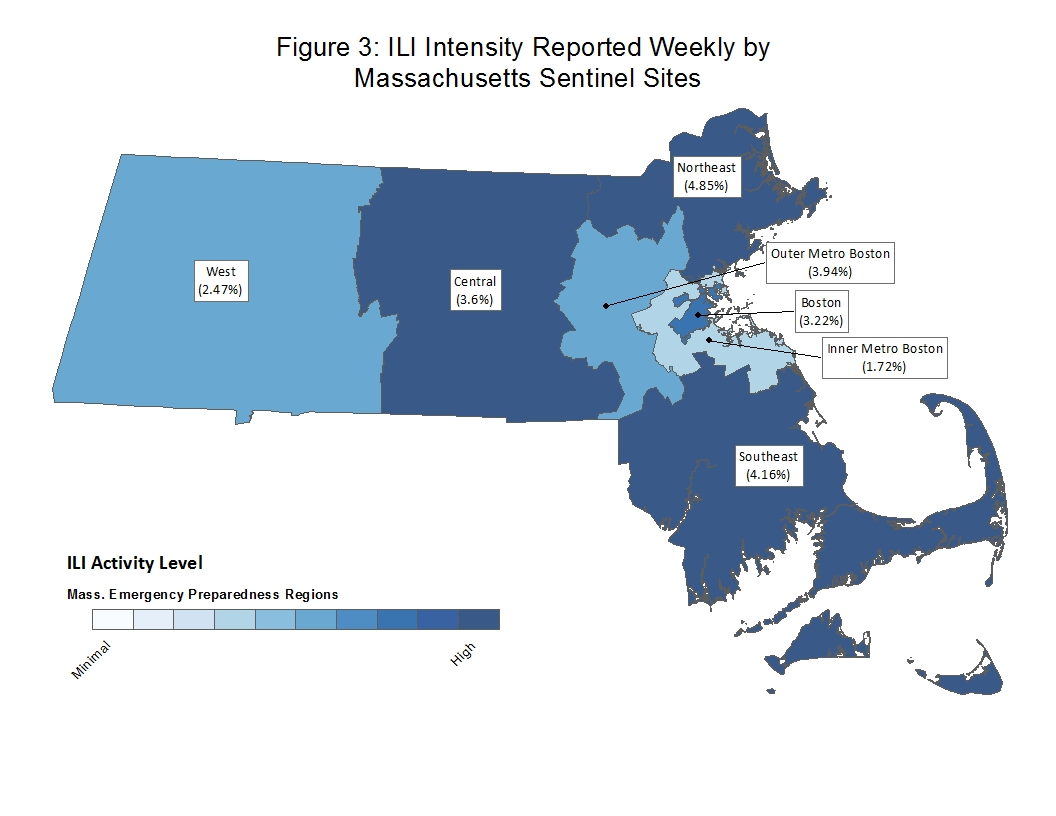 Figure 3: ILI Intensity Reported Weekly by
Massachusetts Sentinel Sites
Northeast
(4.85%)
Outer Metro Boston
(3.94%)
West
(2.47%)
Central
(3.6%)
Boston
(3.22%)
Inner Metro Boston
(1.72%)
Southeast
(4.16%)
ILI Activity Level
Mass. Emergency Preparedness Regions
Minimal
High